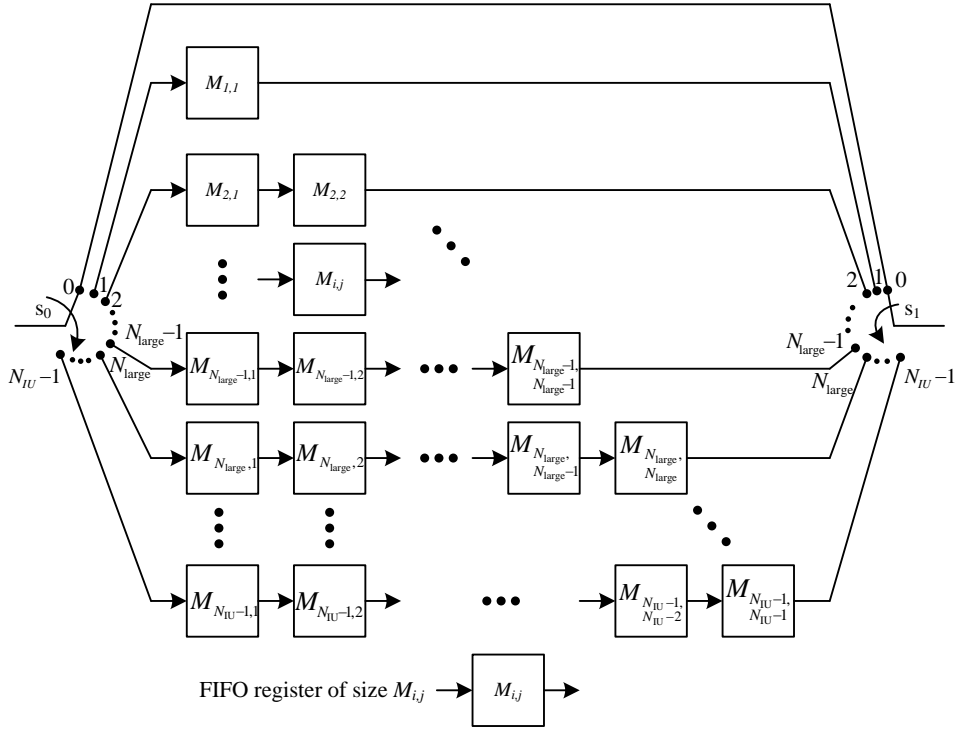 M1,1
M2,1 M2,2
Mi,j
0 1 2 2 1 0
s0 s1
Nlarge−1 Nlarge−1
MNlarge−1,1 MNlarge−1,2 MNlarge−1, Nlarge−1
NIU−1 Nlarge Nlarge NIU−1
MNlarge,1 MNlarge,2 MNlarge, Nlarge−1 MNlarge, Nlarge
MNIU−1,1 MNIU−1,2 MNIU−1, NIU−2 MNIU−1, NIU−1
FIFO register of size Mi,j Mi,j